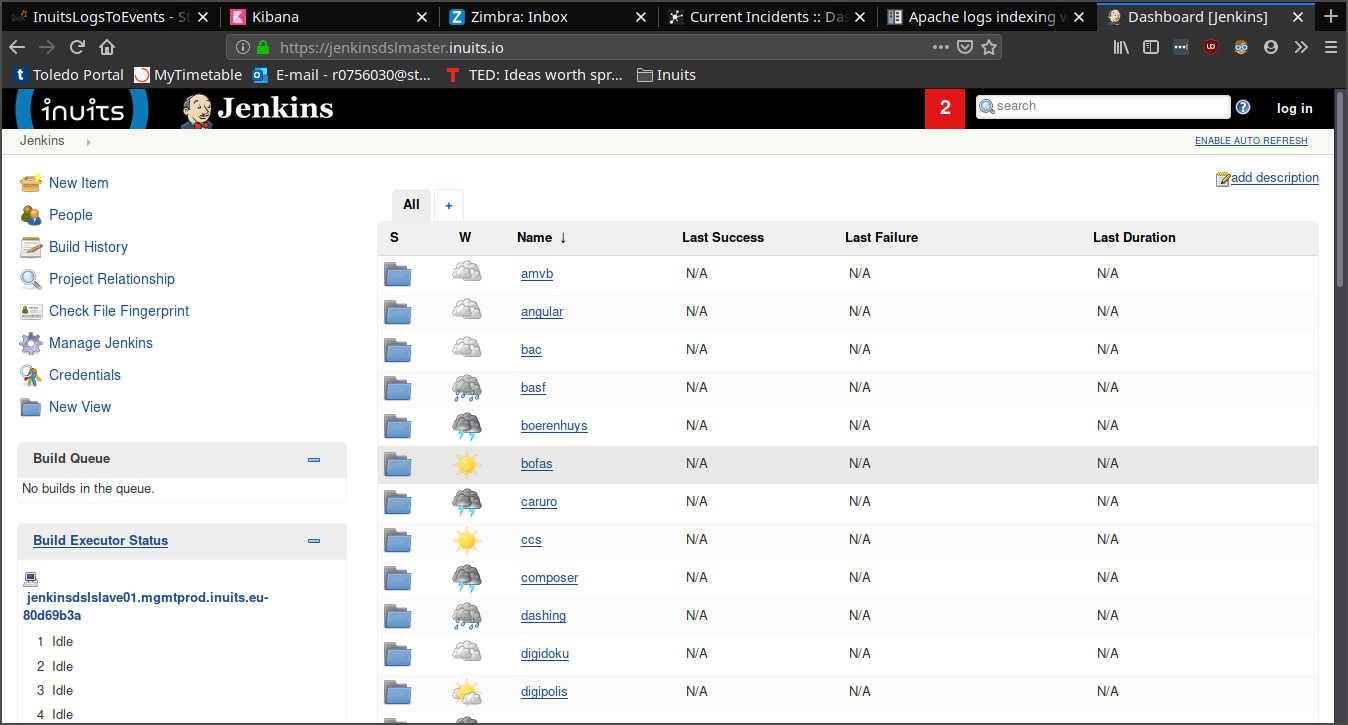 InuitsLogsToEvents - St
Kibana
Zimbra: Inbox
Current Incidents :: Das
Apache logs indexing w
Dashboard [Jenkins]
https://jenkinsdslmaster.inuits.io
Toledo Portal
MyTimetable
E-mail - r0756030@st...
TED: Ideas worth spr...
Inuits
inuits
Jenkins
2
search
log in
Jenkins
ENABLE AUTO REFRESH
New Item
People
Build History
Project Relationship
Check File Fingerprint
Manage Jenkins
Credentials
New View
Build Queue
No builds in the queue.
Build Executor Status
jenkinsdslslave01.mgmtprod.inuits.eu-
80d69b3a
1 Idle
2 Idle
3 Idle
4 Idle
add description
All +
S W Name ↓ Last Success Last Failure Last Duration
amvb N/A N/A N/A
angular N/A N/A N/A
bac N/A N/A N/A
basf N/A N/A N/A
boerenhuys N/A N/A N/A
bofas N/A N/A N/A
caruro N/A N/A N/A
ccs N/A N/A N/A
composer N/A N/A N/A
dashing N/A N/A N/A
digidoku N/A N/A N/A
digipolis N/A N/A N/A